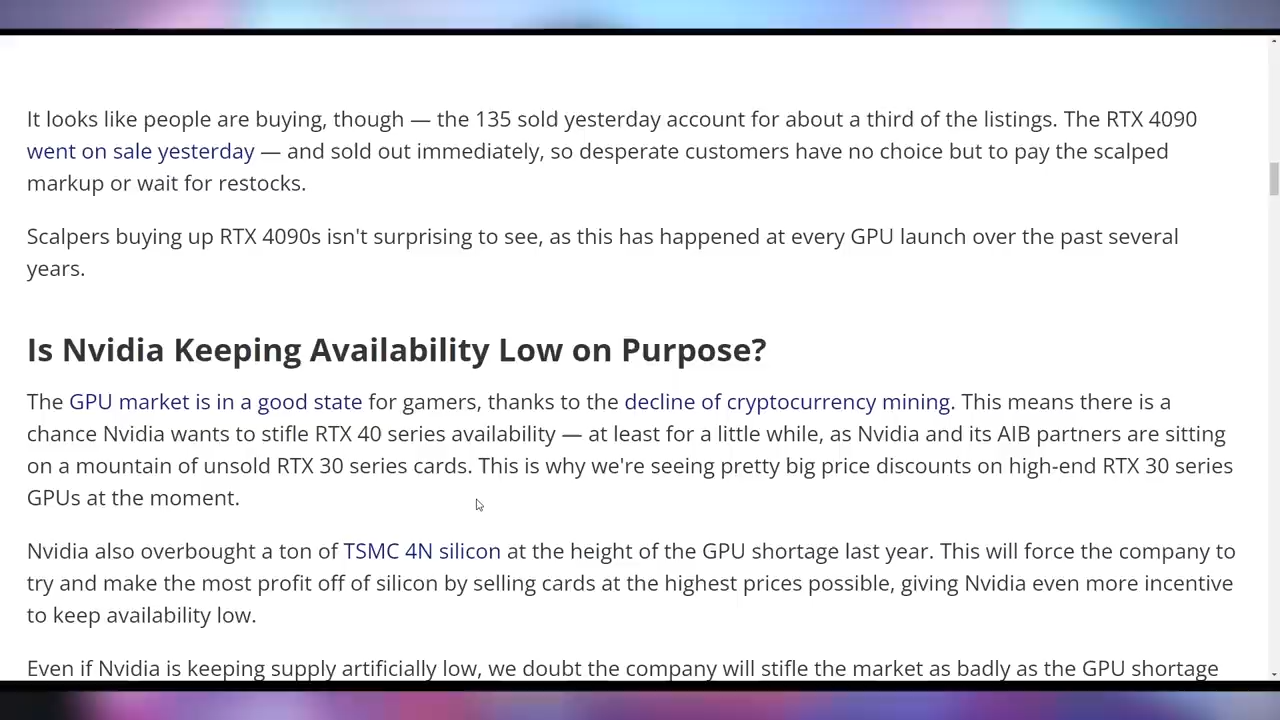 It looks like people are buying, though — the 135 sold yesterday account for about a third of the listings. The RTX 4090
went on sale yesterday — and sold out immediately, so desperate customers have no choice but to pay the scalped
markup or wait for restocks.
Scalpers buying up RTX 4090s isn't surprising to see, as this has happened at every GPU launch over the past several
years.
Is Nvidia Keeping Availability Low on Purpose?
The GPU market is in a good state for gamers, thanks to the decline of cryptocurrency mining. This means there is a
chance Nvidia wants to stifle RTX 40 series availability — at least for a little while, as Nvidia and its AIB partners are sitting
on a mountain of unsold RTX 30 series cards. This is why we're seeing pretty big price discounts on high-end RTX 30 series
GPUs at the moment.
Nvidia also overbought a ton of TSMC 4N silicon at the height of the GPU shortage last year. This will force the company to
try and make the most profit off of silicon by selling cards at the highest prices possible, giving Nvidia even more incentive
to keep availability low.
Even if Nvidia is keeping supply artificially low, we doubt the company will stifle the market as badly as the GPU shortage